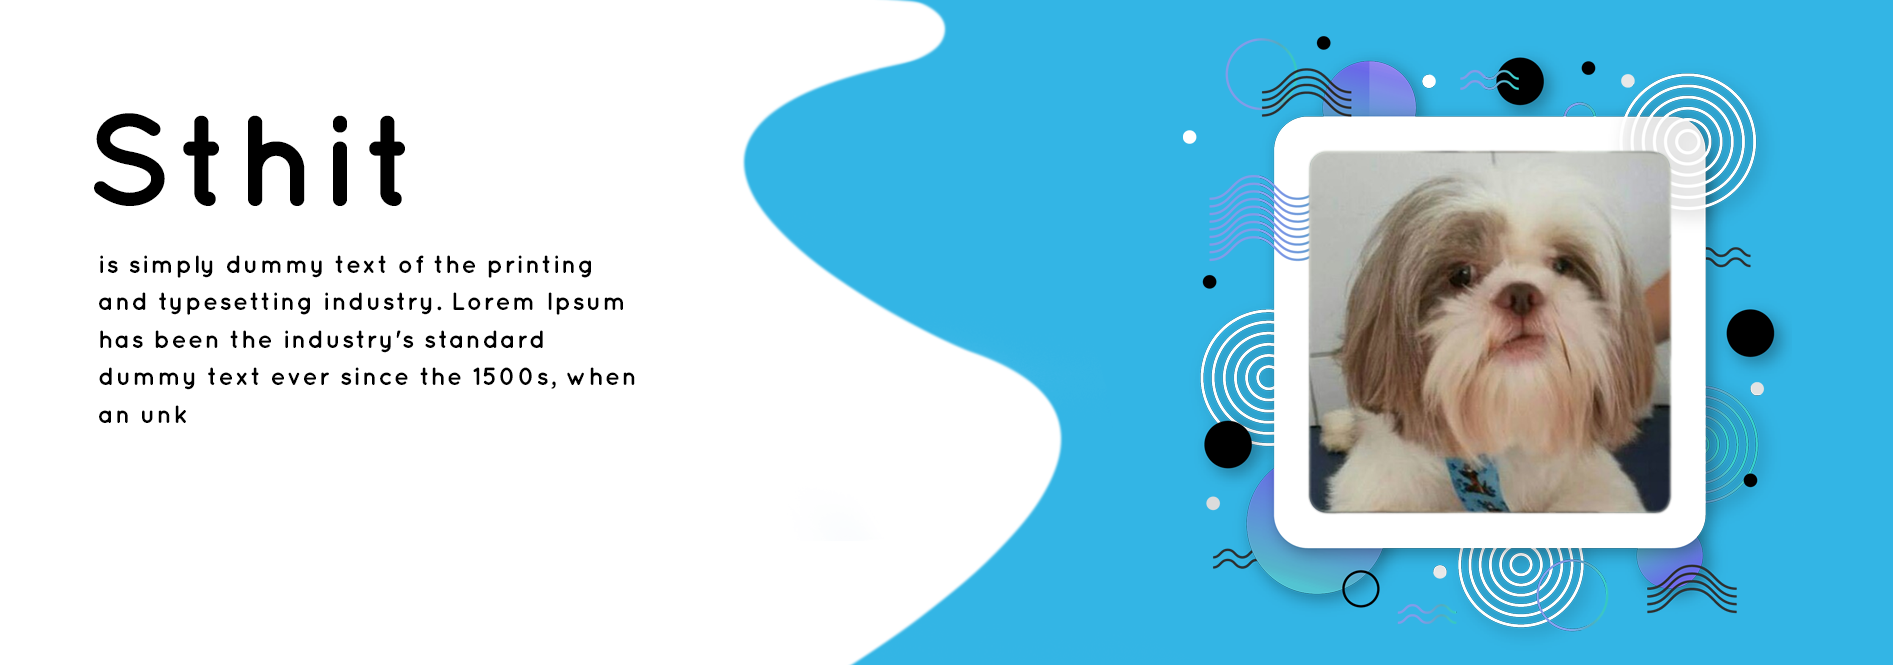 Sthit
is simply dummy text of the printing
and typesetting industry. Lorem Ipsum
has been the industry's standard
dummy text ever since the 1500s, when
an unk